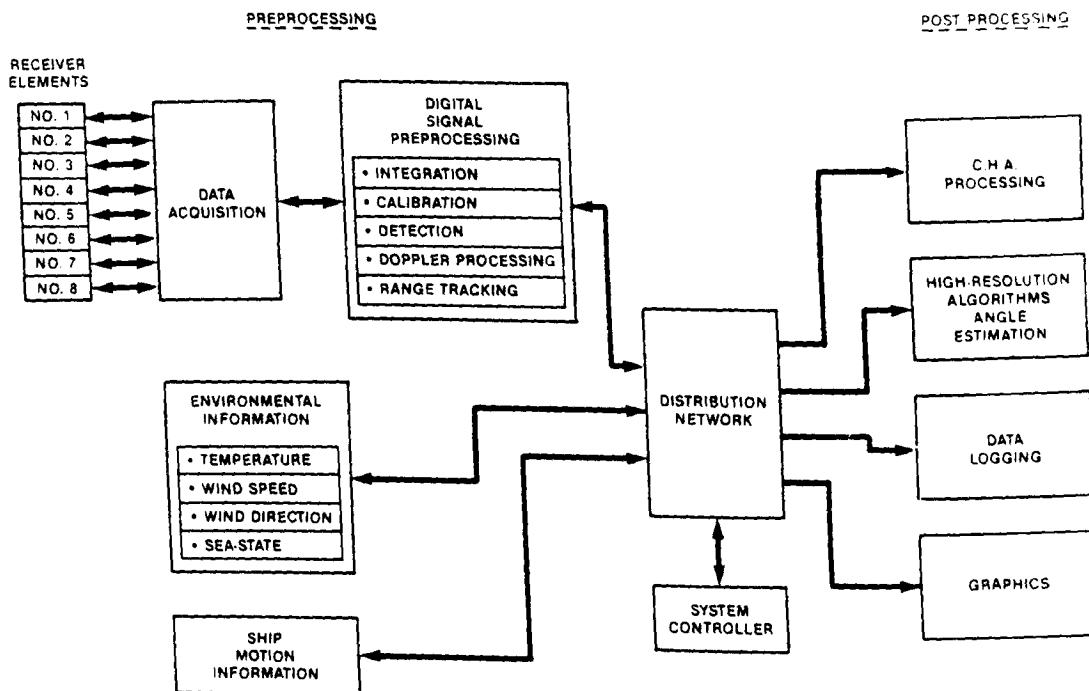 PREPROCESSING
POST PROCESSING
RECEIVER
ELEMENTS
NO. 1
NO. 2
NO. 3
NO. 4
NO. 5
NO. 6
NO. 7
NO. 8
DATA
ACQUISITION
DIGITAL
SIGNAL
PREPROCESSING
• INTEGRATION
• CALIBRATION
• DETECTION
• DOPPLER PROCESSING
• RANGE TRACKING
ENVIRONMENTAL
INFORMATION
• TEMPERATURE
• WIND SPEED
• WIND DIRECTION
• SEA-STATE
SHIP
MOTION
INFORMATION
DISTRIBUTION
NETWORK
SYSTEM
CONTROLLER
C.H.A.
PROCESSING
HIGH-RESOLUTION
ALGORITHMS
ANGLE
ESTIMATION
DATA
LOGGING
GRAPHICS